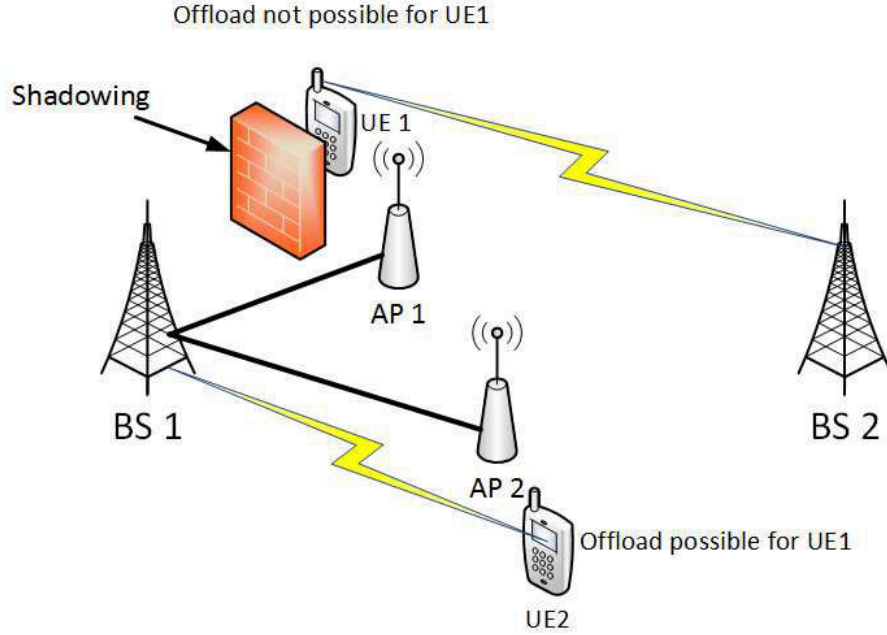 Offload not possible for UE1
Shadowing
UE 1
AP 1
BS 1
BS 2
AP 2
Offload possible for UE1
UE2